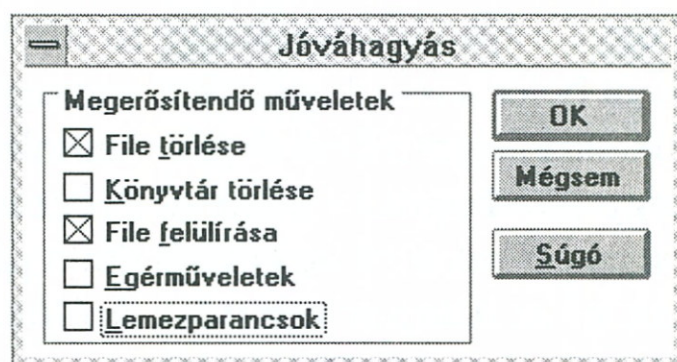 Jóváhagyás
Megerősítendő műveletek
File törlése
Könyvtár törlése
File felülírása
Egérműveletek
Lemezparancsok
OK
Mégsem
Súgó